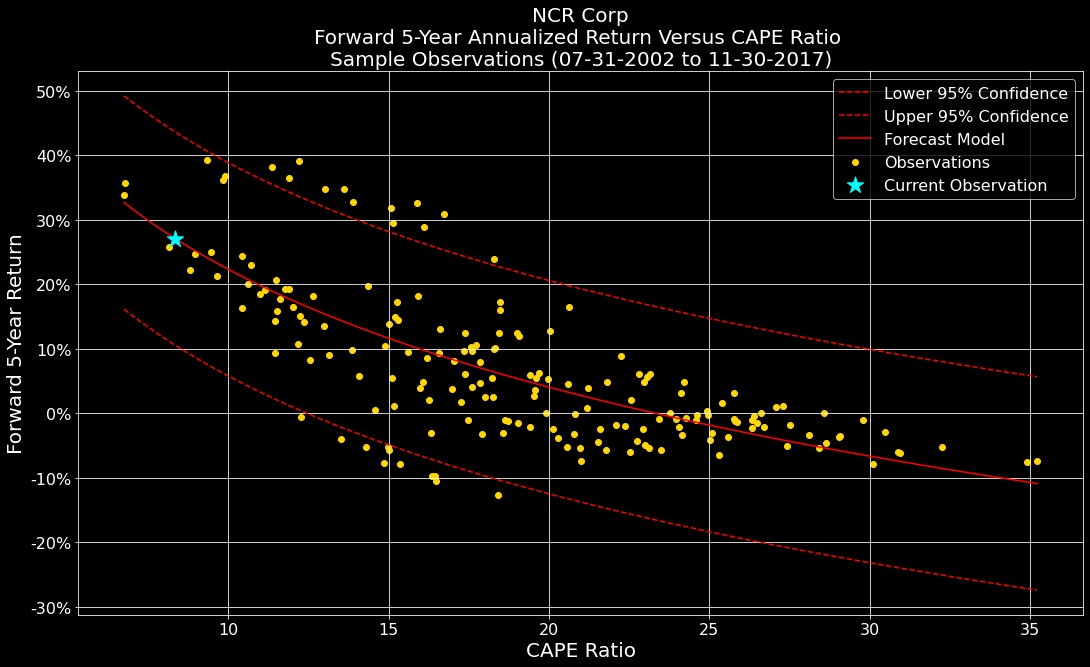 NCR Corp
Forward 5-Year Annualized Return Versus CAPE Ratio
Sample Observations (07-31-2002 to 11-30-2017)
Lower 95% Confidence
Upper 95% Confidence
Forecast Model
Observations
Current Observation
Forward 5-Year Return
50%
40%
30%
20%
10%
0%
-10%
-20%
-30%
10
15
20
25
30
35
CAPE Ratio